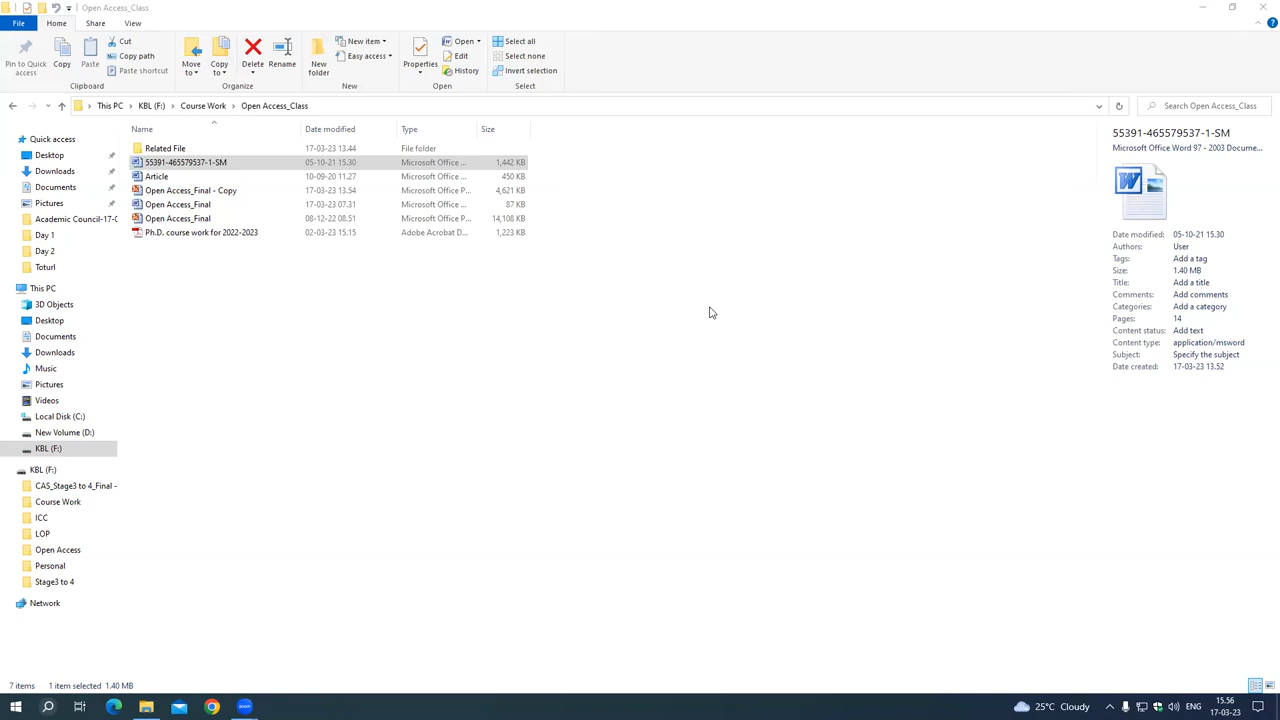 Open Access_Class
File Home Share View
Pin to Quick access
Copy
Paste
Cut
Copy path
Paste shortcut
Clipboard
Move to
Copy to
Delete
Rename
Organize
New folder
New item
Easy access
New
Properties
Open
Edit
History
Open
Select all
Select none
Invert selection
Select
This PC KBL (F:) Course Work Open Access_Class
Search Open Access_Class
Name Date modified Type Size
Related File 17-03-23 13.44 File folder
55391-465579537-1-SM 05-10-21 15.30 Microsoft Office ... 1,442 KB
Article 10-09-20 11.27 Microsoft Office ... 450 KB
Open Access_Final - Copy 17-03-23 13.54 Microsoft Office P... 4,621 KB
Open Access_Final 17-03-23 07.31 Microsoft Office ... 87 KB
Open Access_Final 08-12-22 08.51 Microsoft Office P... 14,108 KB
Ph.D. course work for 2022-2023 02-03-23 15.15 Adobe Acrobat D... 1,223 KB
Quick access
Desktop
Downloads
Documents
Pictures
Academic Council-17-0
Day 1
Day 2
Toturl
This PC
3D Objects
Desktop
Documents
Downloads
Music
Pictures
Videos
Local Disk (C:)
New Volume (D:)
KBL (F:)
KBL (F:)
CAS_Stage3 to 4_Final -
Course Work
ICC
LOP
Open Access
Personal
Stage3 to 4
Network
55391-465579537-1-SM
Microsoft Office Word 97 - 2003 Docume...
Date modified: 05-10-21 15.30
Authors: User
Tags: Add a tag
Size: 1.40 MB
Title: Add a title
Comments: Add comments
Categories: Add a category
Pages: 14
Content status: Add text
Content type: application/msword
Subject: Specify the subject
Date created: 17-03-23 13.52
7 items 1 item selected 1.40 MB
zoom
25°C Cloudy
ENG
15.56
17-03-23